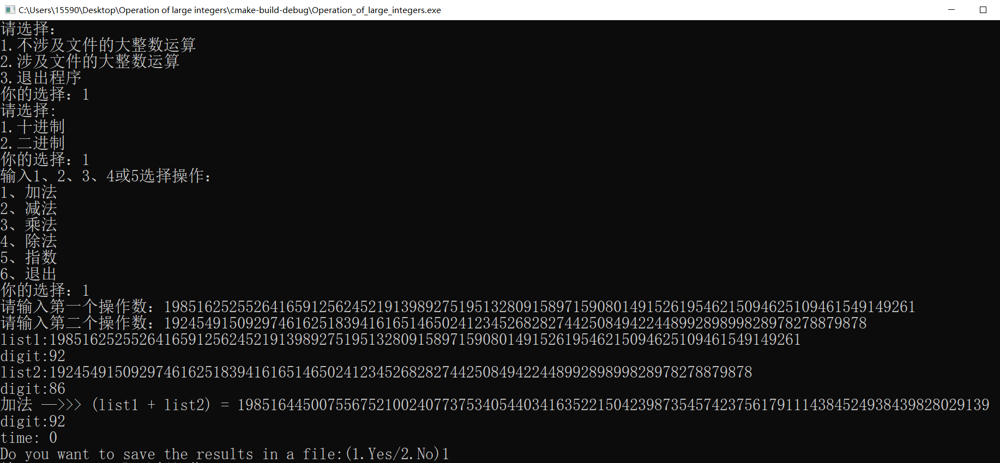 C:\Users\15590\Desktop\Operation of large integers\cmake-build-debug\Operation_of_large_integers.exe
请选择：
1.不涉及文件的大整数运算
2.涉及文件的大整数运算
3.退出程序
你的选择：1
请选择:
1.十进制
2.二进制
你的选择：1
输入1、2、3、4或5选择操作：
1、加法
2、减法
3、乘法
4、除法
5、指数
6、退出
你的选择：1
请输入第一个操作数：19851625255264165912562452191398927519513280915897159080149152619546215094625109461549149261
请输入第二个操作数：19245491509297461625183941616514650241234526828274425084942244899289899828978278879878
list1:19851625255264165912562452191398927519513280915897159080149152619546215094625109461549149261
digit:92
list2:19245491509297461625183941616514650241234526828274425084942244899289899828978278879878
digit:86
加法 —>>> (list1 + list2) = 19851644500755675210024077375340544034163522150423987354574237561791114384524938439828029139
digit:92
time: 0
Do you want to save the results in a file:(1.Yes/2.No)1